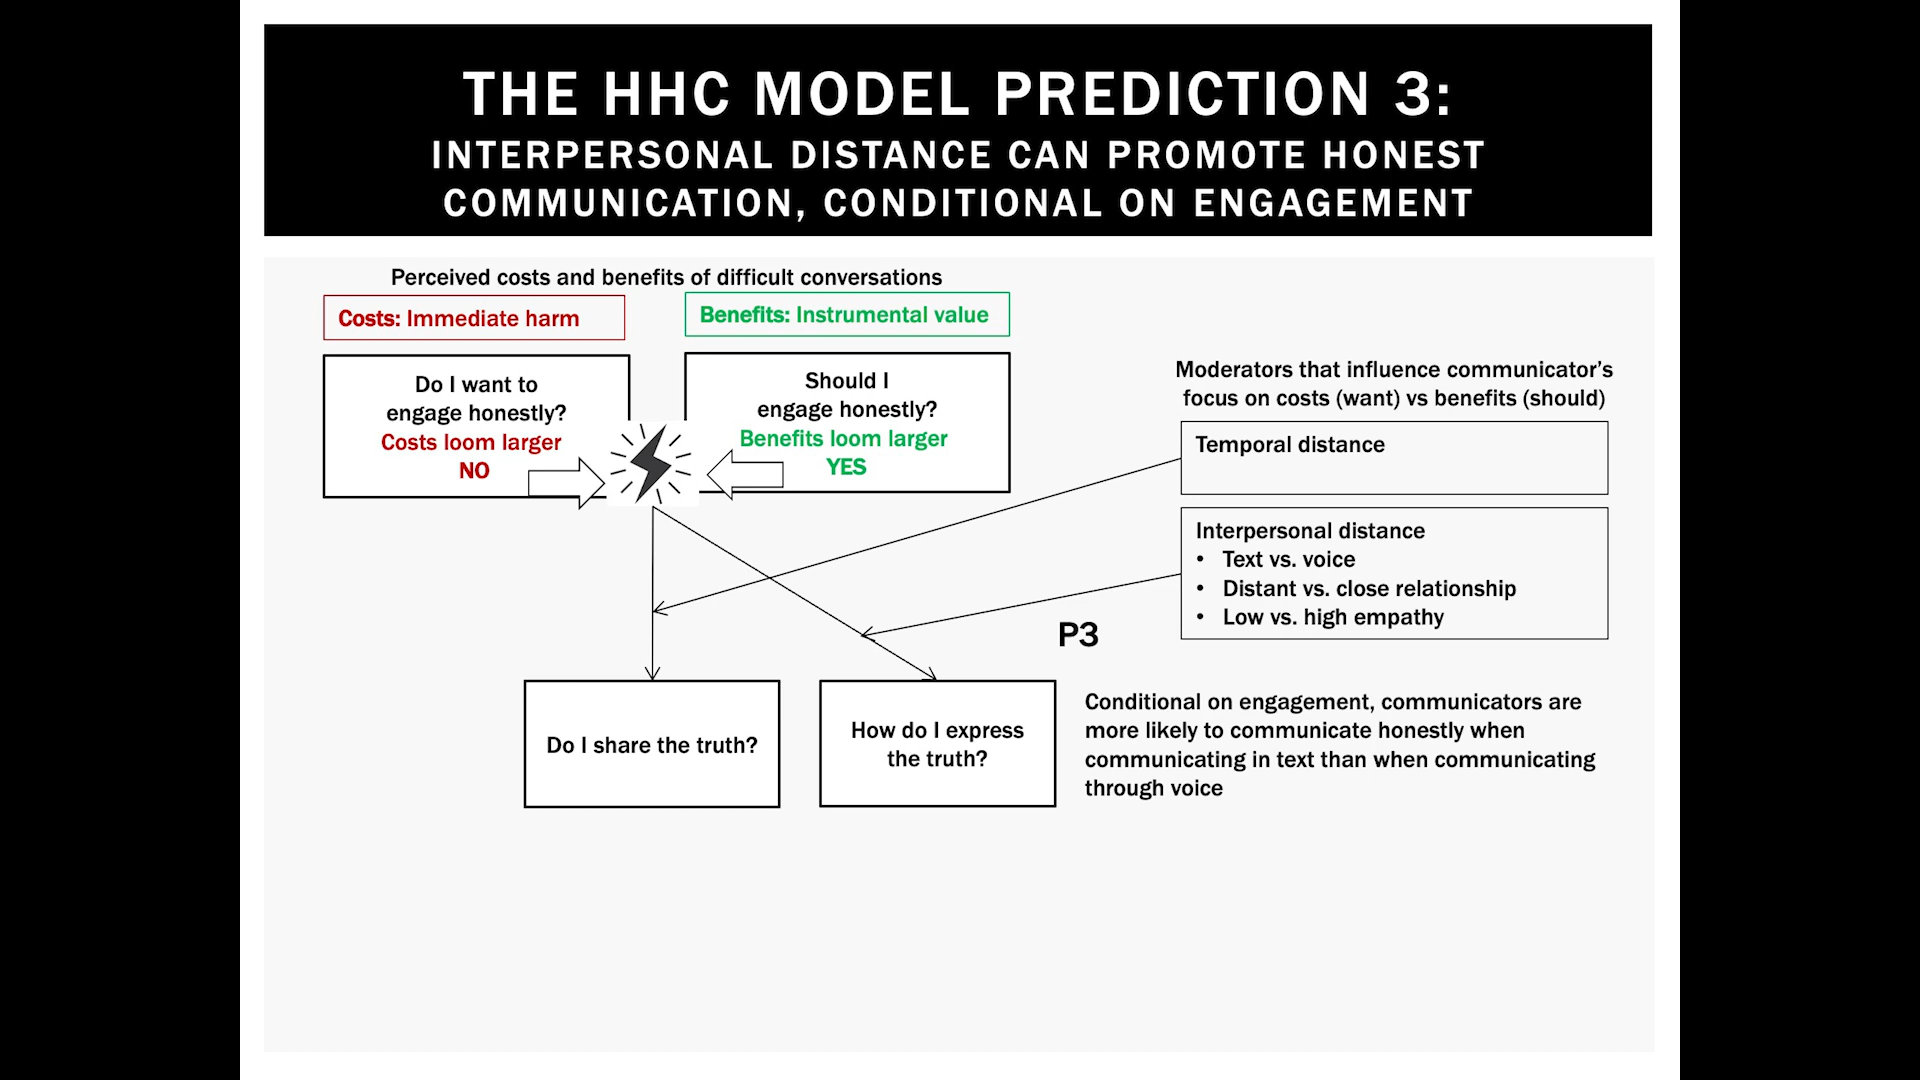 THE HHC MODEL PREDICTION 3:
INTERPERSONAL DISTANCE CAN PROMOTE HONEST
COMMUNICATION, CONDITIONAL ON ENGAGEMENT
Perceived costs and benefits of difficult conversations
Costs: Immediate harm
Benefits: Instrumental value
Do I want to
engage honestly?
Costs loom larger
NO
Should I
engage honestly?
Benefits loom larger
YES
Moderators that influence communicator’s
focus on costs (want) vs benefits (should)
Temporal distance
Interpersonal distance
• Text vs. voice
• Distant vs. close relationship
• Low vs. high empathy
P3
Do I share the truth?
How do I express
the truth?
Conditional on engagement, communicators are
more likely to communicate honestly when
communicating in text than when communicating
through voice